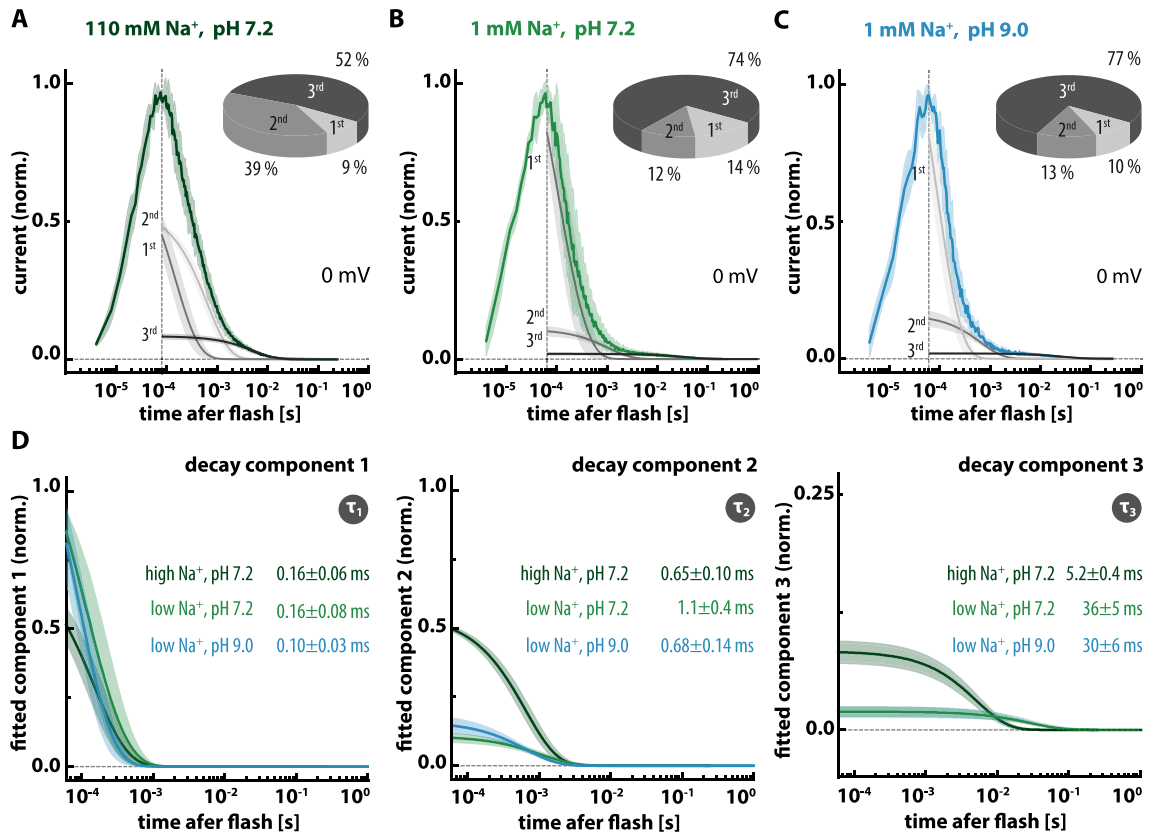 A
110 mM Na⁺, pH 7.2
52 %
3rd
2nd
1st
39 %
9 %
1.0
0.5
0.0
current (norm.)
2nd
1st
3rd
0 mV
10⁻⁵ 10⁻⁴ 10⁻³ 10⁻² 10⁻¹ 10⁰
time afer flash [s]
B
1 mM Na⁺, pH 7.2
74 %
3rd
2nd
1st
12 %
14 %
1.0
0.5
0.0
current (norm.)
1st
2nd
3rd
0 mV
10⁻⁵ 10⁻⁴ 10⁻³ 10⁻² 10⁻¹ 10⁰
time afer flash [s]
C
1 mM Na⁺, pH 9.0
77 %
3rd
2nd
1st
13 %
10 %
1.0
0.5
0.0
current (norm.)
1st
2nd
3rd
0 mV
10⁻⁵ 10⁻⁴ 10⁻³ 10⁻² 10⁻¹ 10⁰
time afer flash [s]
D
decay component 1
τ₁
1.0
0.5
0.0
fitted component 1 (norm.)
high Na⁺, pH 7.2 0.16±0.06 ms
low Na⁺, pH 7.2 0.16±0.08 ms
low Na⁺, pH 9.0 0.10±0.03 ms
10⁻⁴ 10⁻³ 10⁻² 10⁻¹ 10⁰
time afer flash [s]
decay component 2
τ₂
1.0
0.5
0.0
fitted component 2 (norm.)
high Na⁺, pH 7.2 0.65±0.10 ms
low Na⁺, pH 7.2 1.1±0.4 ms
low Na⁺, pH 9.0 0.68±0.14 ms
10⁻⁴ 10⁻³ 10⁻² 10⁻¹ 10⁰
time afer flash [s]
decay component 3
τ₃
0.25
0.0
fitted component 3 (norm.)
high Na⁺, pH 7.2 5.2±0.4 ms
low Na⁺, pH 7.2 36±5 ms
low Na⁺, pH 9.0 30±6 ms
10⁻⁴ 10⁻³ 10⁻² 10⁻¹ 10⁰
time afer flash [s]